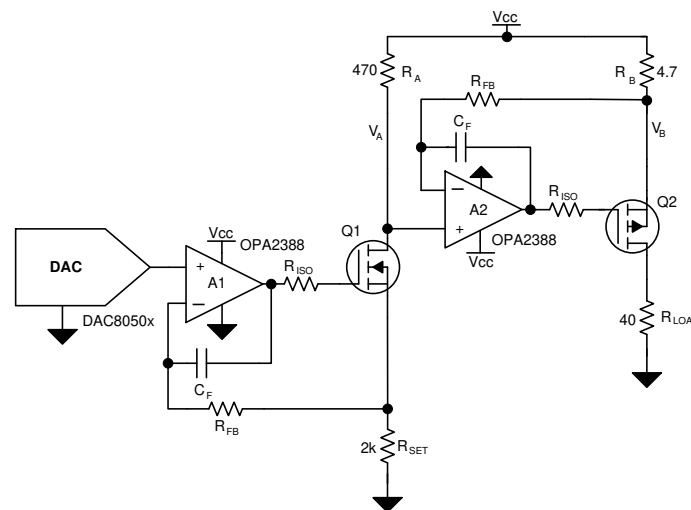 Vcc
470
R_A
R_FB
R_B
4.7
C_F
V_A
V_B
A2
R_ISO
Q2
OPA2388
Vcc
Q1
Vcc
OPA2388
DAC
A1
R_ISO
DAC8050x
40
R_LOA
C_F
R_FB
2k
R_SET